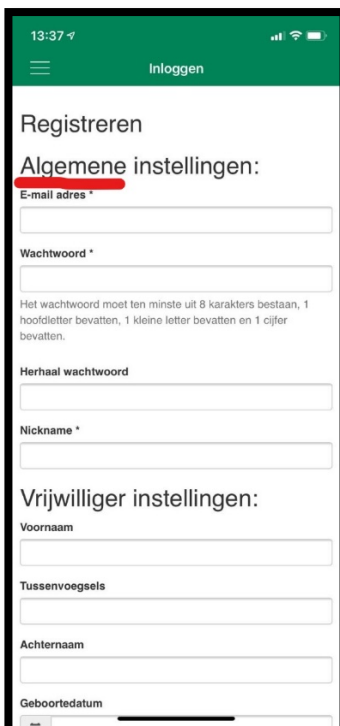 13:37
Inloggen
Registreren
Algemene instellingen:
E-mail adres *
Wachtwoord *
Het wachtwoord moet ten minste uit 8 karakters bestaan, 1
hoofdletter bevatten, 1 kleine letter bevatten en 1 cijfer
bevatten.
Herhaal wachtwoord
Nickname *
Vrijwilliger instellingen:
Voornaam
Tussenvoegsels
Achternaam
Geboortedatum